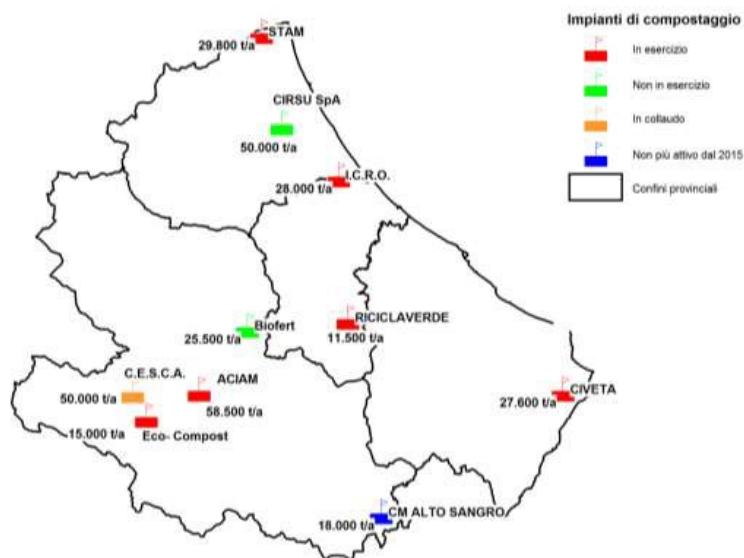 STAM
29.800 t/a
CIRSU SpA
50.000 t/a
I.C.R.O.
28.000 t/a
Biofert
25.500 t/a
RICICLAVERDE
11.500 t/a
C.E.S.C.A.
50.000 t/a
ACIAM
58.500 t/a
15.000 t/a
Eco- Compost
CIVETA
27.600 t/a
CM ALTO SANGRO
18.000 t/a
Impianti di compostaggio
In esercizio
Non in esercizio
In collaudo
Non più attivo dal 2015
Confini provinciali